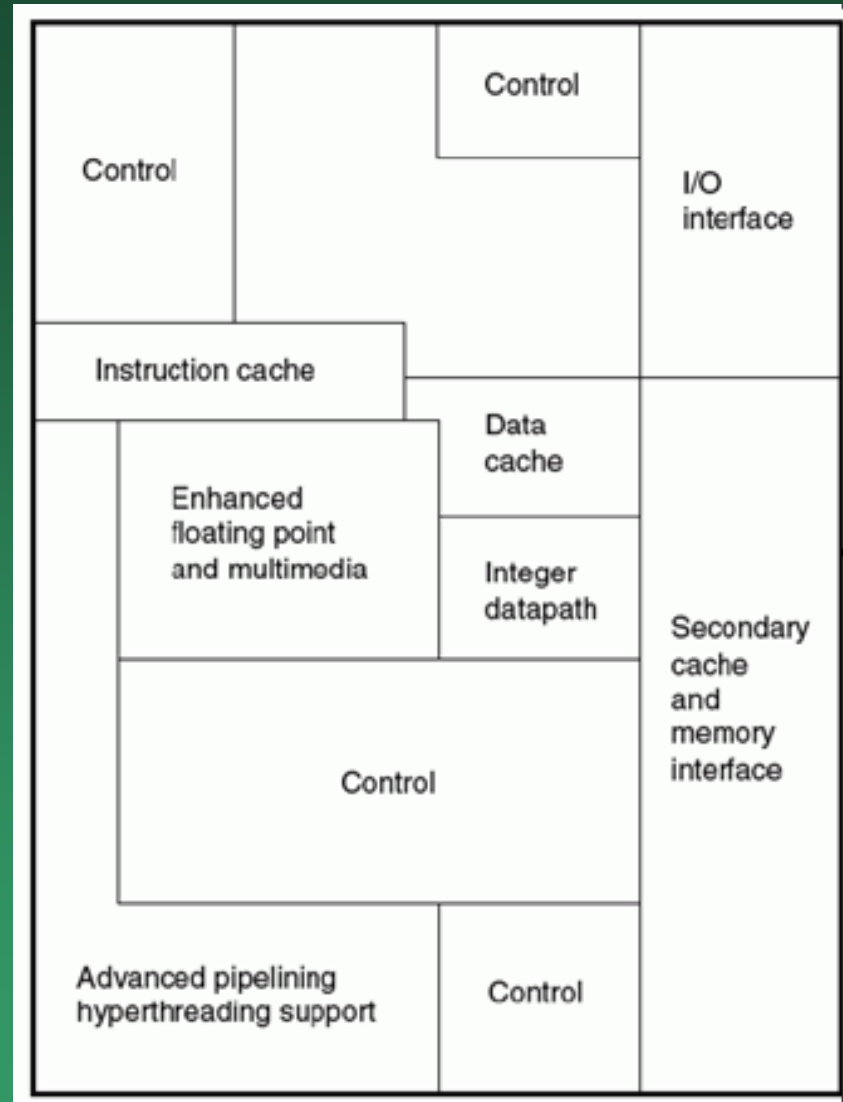 Control
Control
I/O
interface
Instruction cache
Data
cache
Enhanced
floating point
and multimedia
Integer
datapath
Secondary
cache
and
memory
interface
Control
Advanced pipelining
hyperthreading support
Control